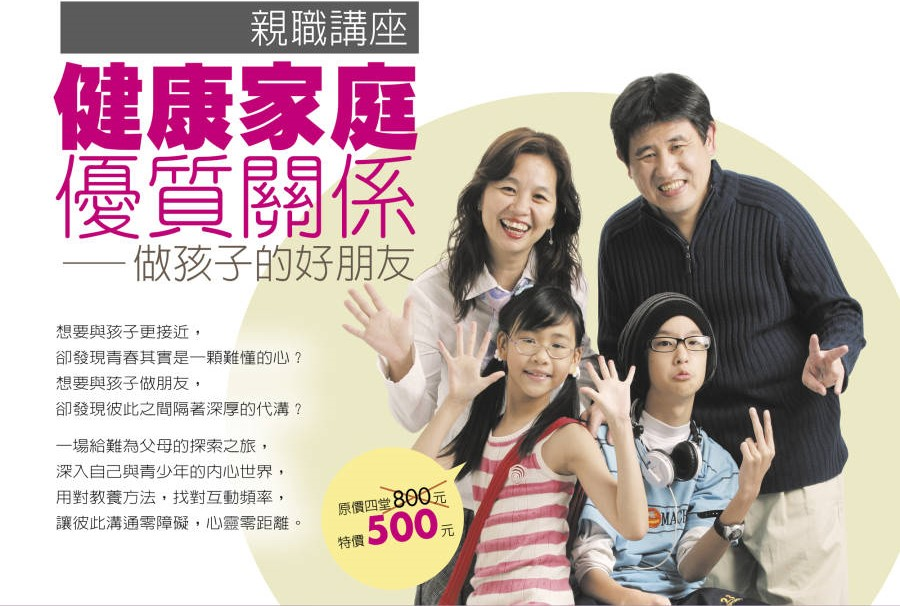 親職講座
健康家庭
優質關係
——做孩子的好朋友
想要與孩子更接近，
卻發現青春其實是一顆難懂的心？
想要與孩子做朋友，
卻發現彼此之間隔著深厚的代溝？
一場給難為父母的探索之旅，
深入自己與青少年的內心世界，
用對教養方法，找對互動頻率，
讓彼此溝通零障礙，心靈零距離。
原價四堂800元
特價500元